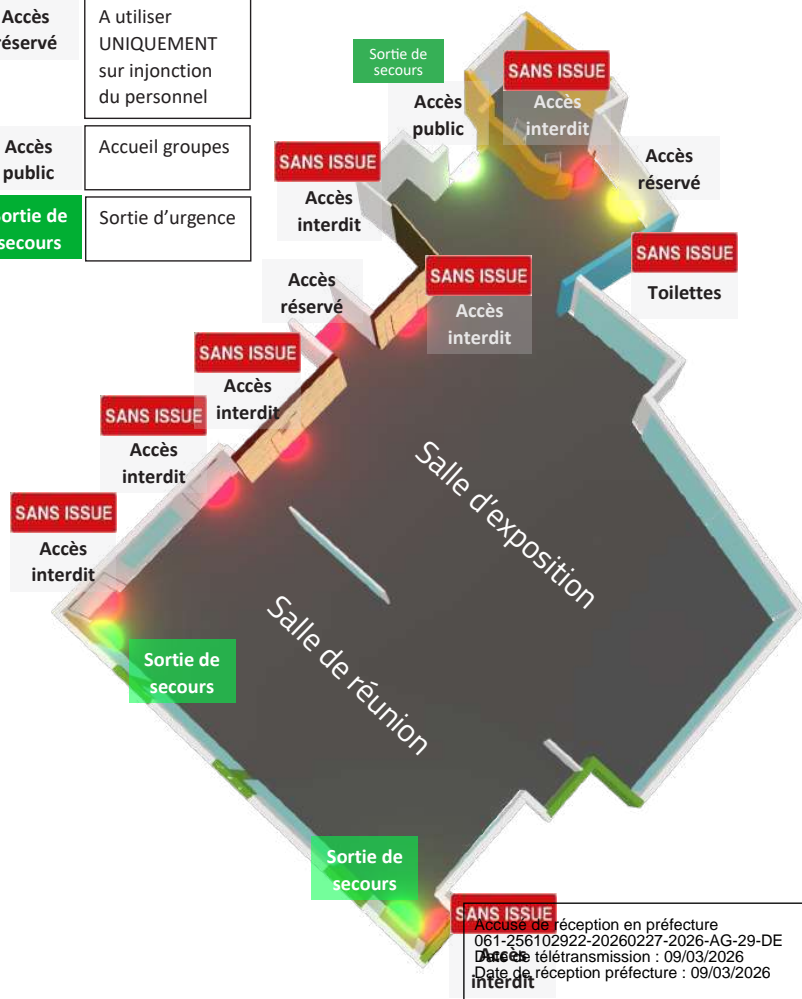 Accès
réservé
A utiliser
UNIQUEMENT
sur injonction
du personnel
Accès
public
Accueil groupes
Sortie de
secours
Sortie d’urgence
Sortie de
secours
Accès
public
SANS ISSUE
Accès
interdit
SANS ISSUE
Accès
interdit
Accès
réservé
SANS ISSUE
Toilettes
Accès
réservé
SANS ISSUE
Accès
interdit
SANS ISSUE
Accès
interdit
SANS ISSUE
Accès
interdit
SANS ISSUE
Accès
interdit
Salle d'exposition
Salle de réunion
Sortie de
secours
Sortie de
secours
SANS ISSUE
Accès
interdit
Accusé de réception en préfecture
061-256102922-20260227-2026-AG-29-DE
Date de télétransmission : 09/03/2026
Date de réception préfecture : 09/03/2026